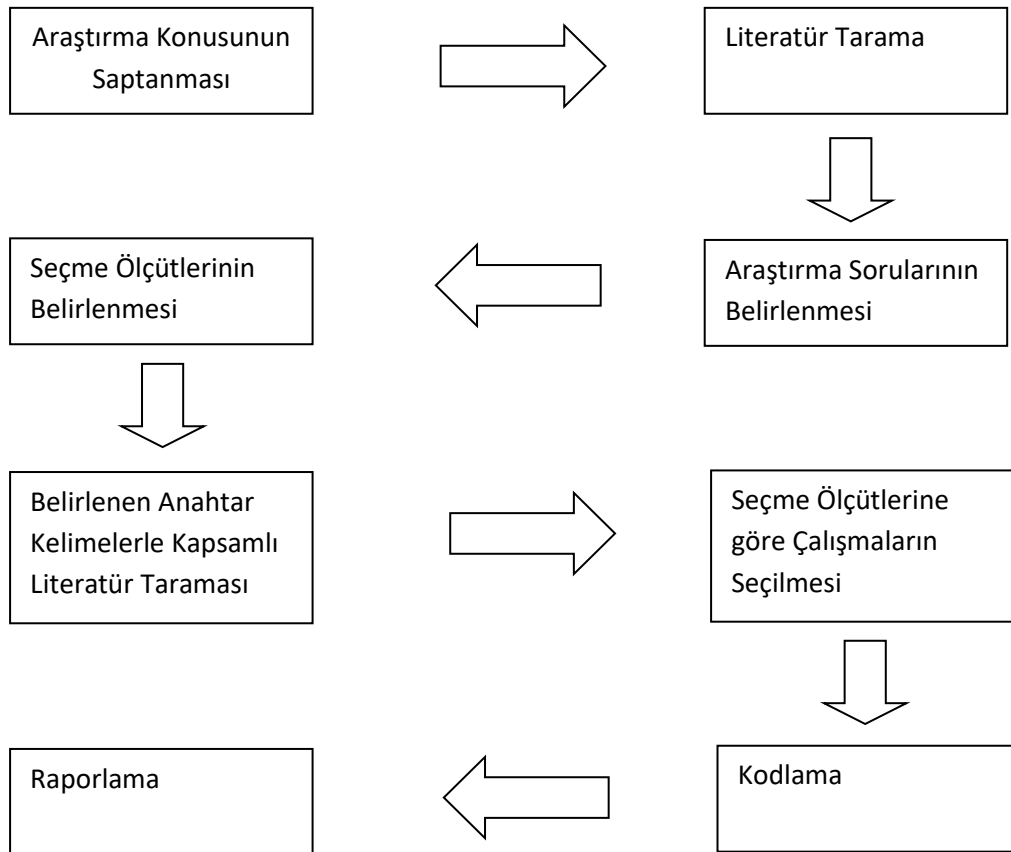 Araştırma Konusunun
Saptanması
Literatür Tarama
Araştırma Sorularının
Belirlenmesi
Seçme Ölçütlerinin
Belirlenmesi
Belirlenen Anahtar
Kelimelerle Kapsamlı
Literatür Taraması
Seçme Ölçütlerine
göre Çalışmaların
Seçilmesi
Kodlama
Raporlama